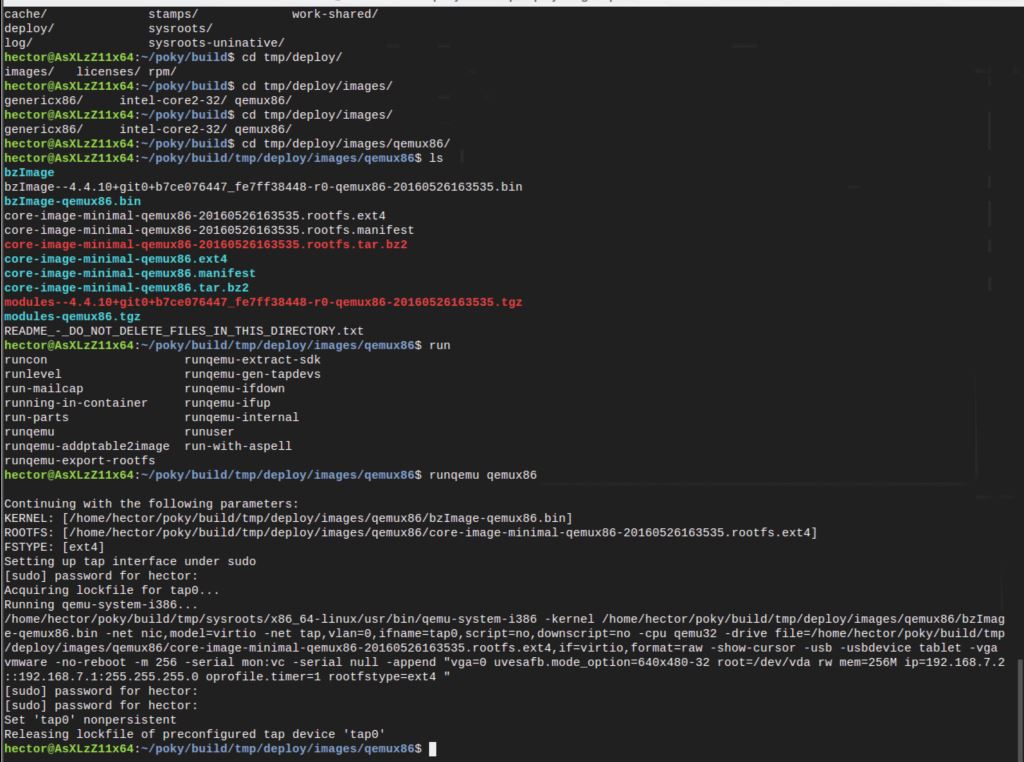 cache/ stamps/ work-shared/
deploy/ sysroots/
log/ sysroots-uninative/
hector@AsXLzZ11x64:~/poky/build$ cd tmp/deploy/
images/ licenses/ rpm/
hector@AsXLzZ11x64:~/poky/build$ cd tmp/deploy/images/
genericx86/ intel-core2-32/ qemux86/
hector@AsXLzZ11x64:~/poky/build$ cd tmp/deploy/images/
genericx86/ intel-core2-32/ qemux86/
hector@AsXLzZ11x64:~/poky/build$ cd tmp/deploy/images/qemux86/
hector@AsXLzZ11x64:~/poky/build/tmp/deploy/images/qemux86$ ls
bzImage
bzImage--4.4.10+git0+b7ce076447_fe7ff38448-r0-qemux86-20160526163535.bin
bzImage-qemux86.bin
core-image-minimal-qemux86-20160526163535.rootfs.ext4
core-image-minimal-qemux86-20160526163535.rootfs.manifest
core-image-minimal-qemux86-20160526163535.rootfs.tar.bz2
core-image-minimal-qemux86.ext4
core-image-minimal-qemux86.manifest
core-image-minimal-qemux86.tar.bz2
modules--4.4.10+git0+b7ce076447_fe7ff38448-r0-qemux86-20160526163535.tgz
modules-qemux86.tgz
README_-_DO_NOT_DELETE_FILES_IN_THIS_DIRECTORY.txt
hector@AsXLzZ11x64:~/poky/build/tmp/deploy/images/qemux86$ run
runcon runqemu-extract-sdk
runlevel runqemu-gen-tapdevs
run-mailcap runqemu-ifdown
running-in-container runqemu-ifup
run-parts runqemu-internal
runqemu runuser
runqemu-addptable2image run-with-aspell
runqemu-export-rootfs
hector@AsXLzZ11x64:~/poky/build/tmp/deploy/images/qemux86$ runqemu qemux86
Continuing with the following parameters:
KERNEL: [/home/hector/poky/build/tmp/deploy/images/qemux86/bzImage-qemux86.bin]
ROOTFS: [/home/hector/poky/build/tmp/deploy/images/qemux86/core-image-minimal-qemux86-20160526163535.rootfs.ext4]
FSTYPE: [ext4]
Setting up tap interface under sudo
[sudo] password for hector:
Acquiring lockfile for tap0...
Running qemu-system-i386...
/home/hector/poky/build/tmp/sysroots/x86_64-linux/usr/bin/qemu-system-i386 -kernel /home/hector/poky/build/tmp/deploy/images/qemux86/bzImag
e-qemux86.bin -net nic,model=virtio -net tap,vlan=0,ifname=tap0,script=no,downscript=no -cpu qemu32 -drive file=/home/hector/poky/build/tmp
/deploy/images/qemux86/core-image-minimal-qemux86-20160526163535.rootfs.ext4,if=virtio,format=raw -show-cursor -usb -usbdevice tablet -vga
vmware -no-reboot -m 256 -serial mon:vc -serial null -append "vga=0 uvesafb.mode_option=640x480-32 root=/dev/vda rw mem=256M ip=192.168.7.2
::192.168.7.1:255.255.255.0 oprofile.timer=1 rootfstype=ext4 "
[sudo] password for hector:
[sudo] password for hector:
Set 'tap0' nonpersistent
Releasing lockfile of preconfigured tap device 'tap0'
hector@AsXLzZ11x64:~/poky/build/tmp/deploy/images/qemux86$